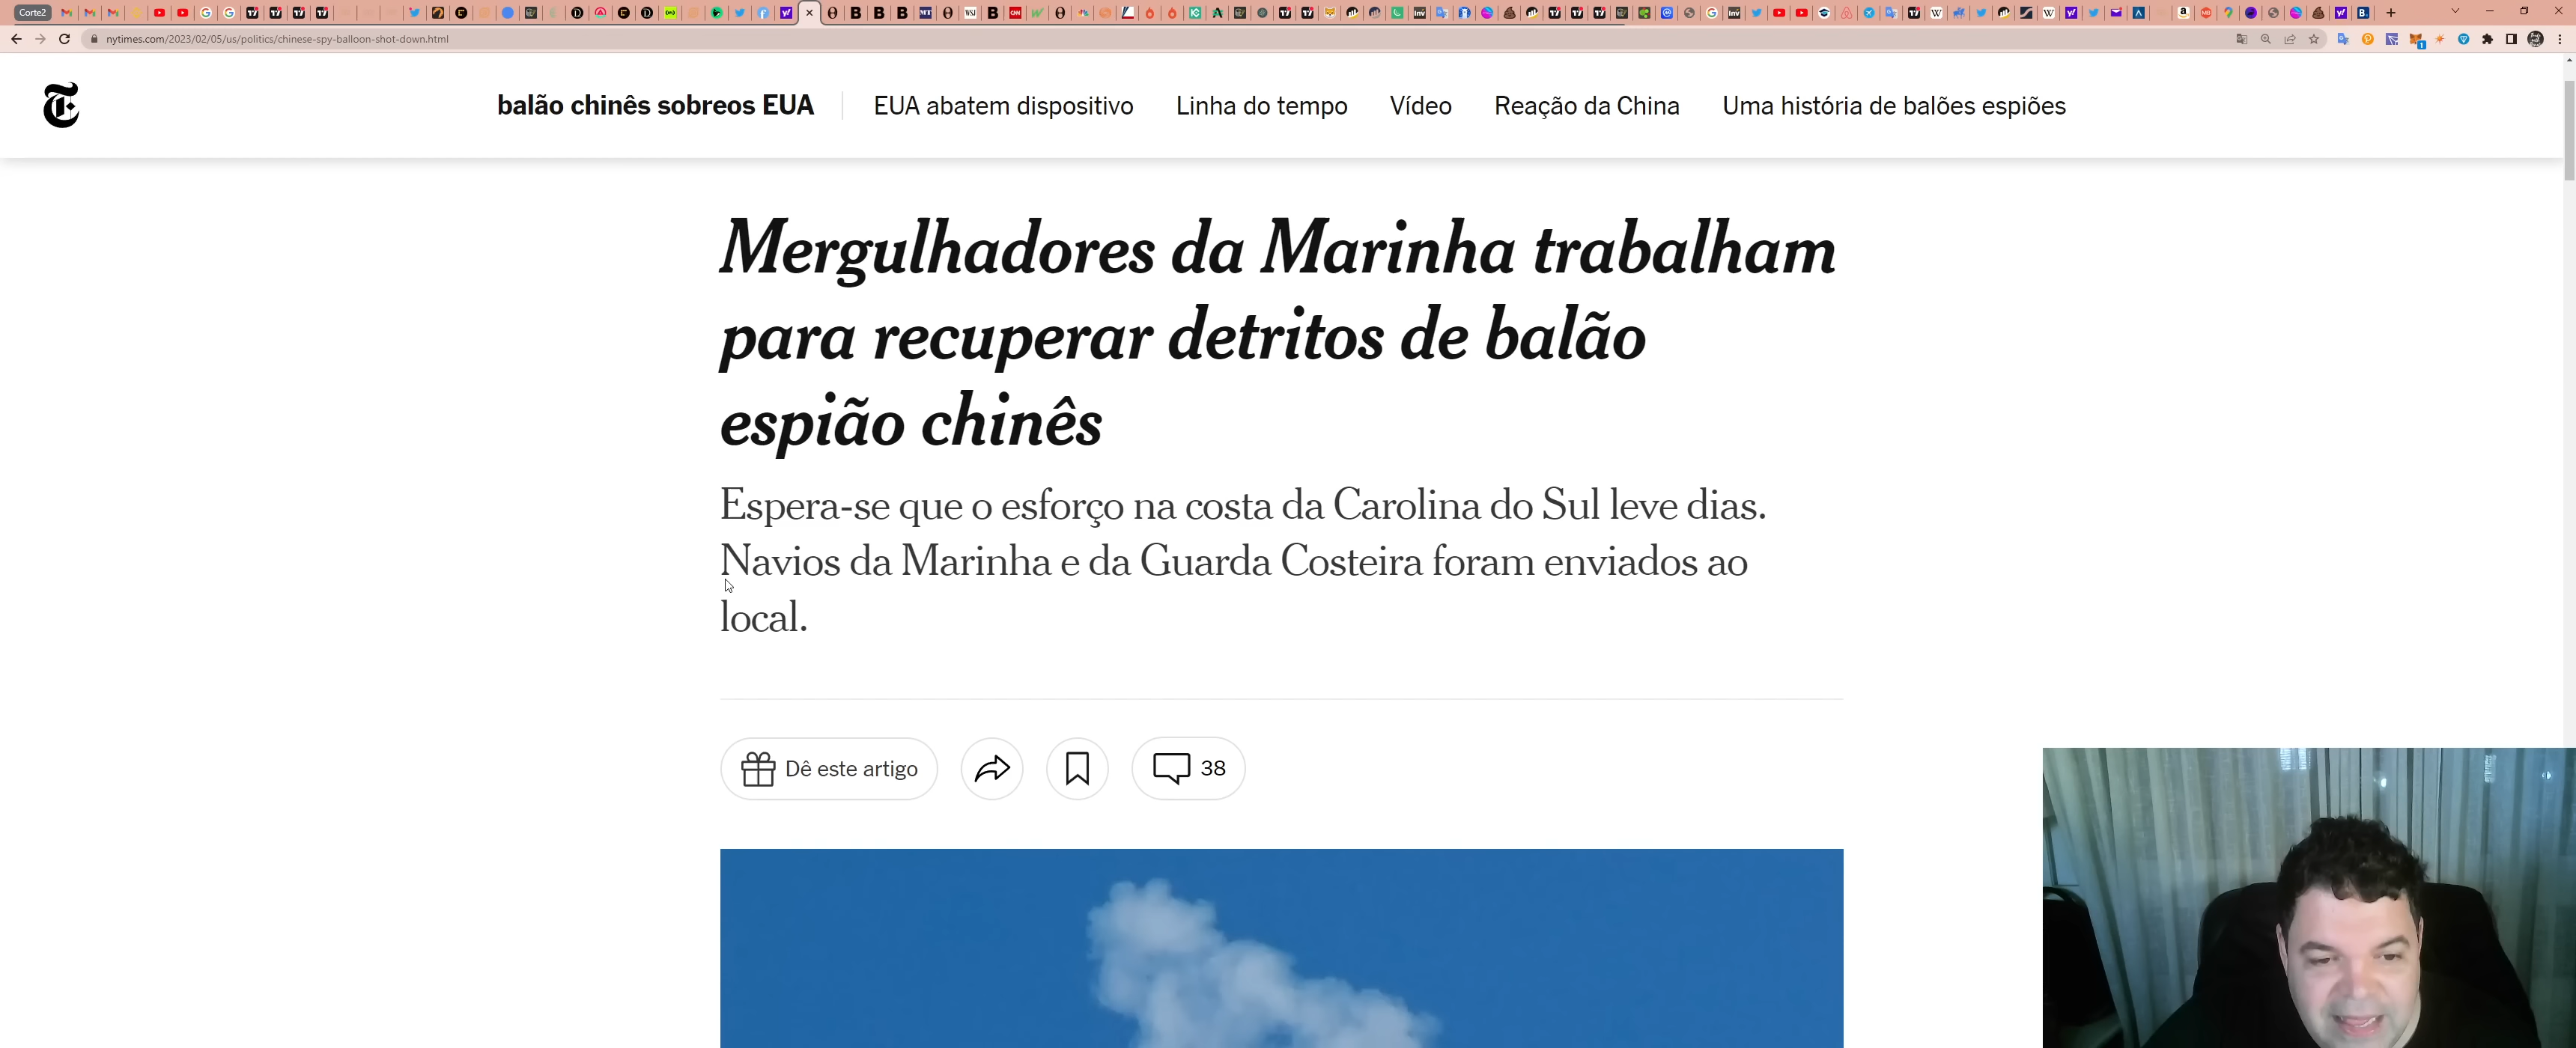 Corte2
nytimes.com/2023/02/05/us/politics/chinese-spy-balloon-shot-down.html
balão chinês sobreos EUA
EUA abatem dispositivo
Linha do tempo
Vídeo
Reação da China
Uma história de balões espiões
Mergulhadores da Marinha trabalham
para recuperar detritos de balão
espião chinês
Espera-se que o esforço na costa da Carolina do Sul leve dias.
Navios da Marinha e da Guarda Costeira foram enviados ao
local.
Dê este artigo
38